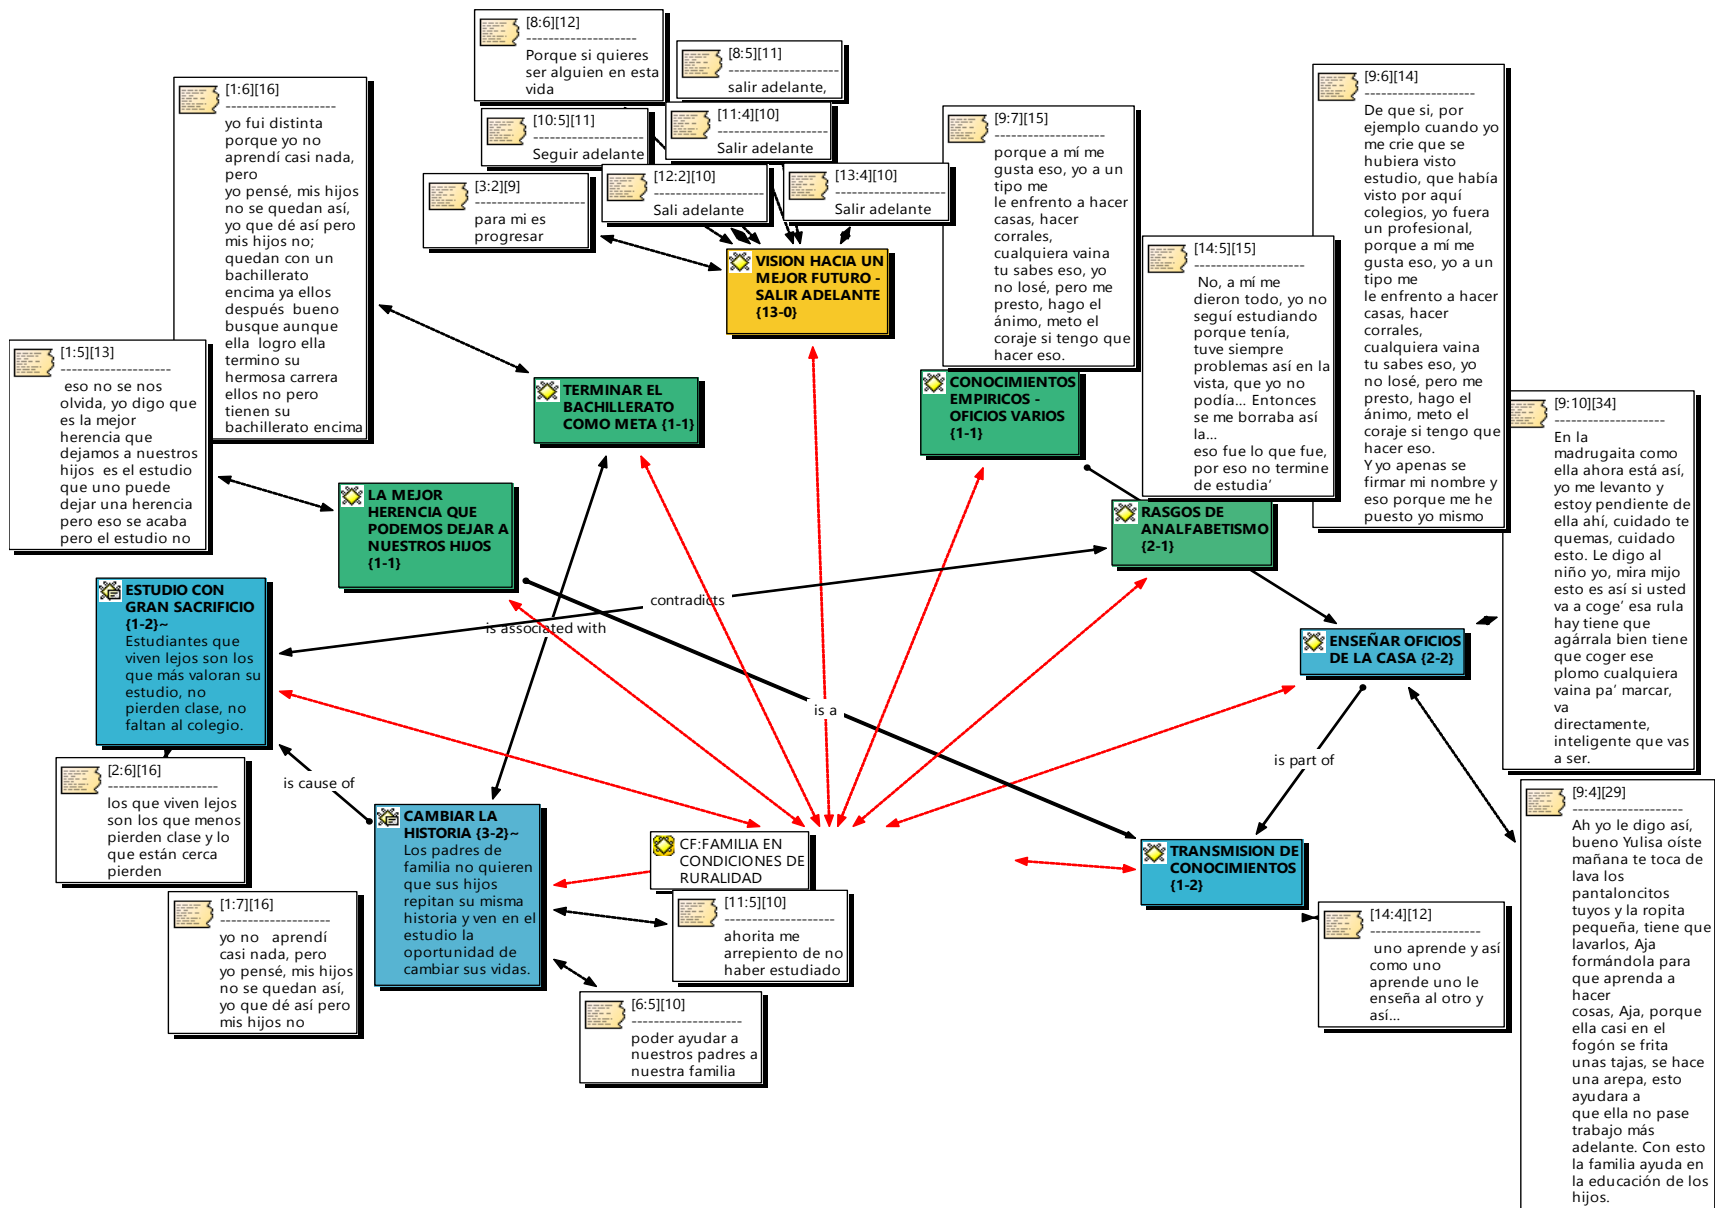 [8:6][12]
---------------------
Porque si quieres
ser alguien en esta
vida
[8:5][11]
---------------------
salir adelante,
[10:5][11]
---------------------
Seguir adelante
[11:4][10]
---------------------
Salir adelante
[3:2][9]
---------------------
para mi es
progresar
[12:2][10]
---------------------
Sali adelante
[13:4][10]
---------------------
Salir adelante
VISION HACIA UN
MEJOR FUTURO -
SALIR ADELANTE
{13-0}
[1:6][16]
---------------------
yo fui distinta
porque yo no
aprendí casi nada,
pero
yo pensé, mis hijos
no se quedan así,
yo que dé así pero
mis hijos no;
quedan con un
bachillerato
encima ya ellos
después  bueno
busque aunque
ella  logro ella
termino su
hermosa carrera
ellos no pero
tienen su
bachillerato encima
[1:5][13]
---------------------
eso no se nos
olvida, yo digo que
es la mejor
herencia que
dejamos a nuestros
hijos  es el estudio
que uno puede
dejar una herencia
pero eso se acaba
pero el estudio no
TERMINAR EL
BACHILLERATO
COMO META {1-1}
LA MEJOR
HERENCIA QUE
PODEMOS DEJAR A
NUESTROS HIJOS
{1-1}
[9:7][15]
---------------------
porque a mí me
gusta eso, yo a un
tipo me
le enfrento a hacer
casas, hacer
corrales,
cualquiera vaina
tu sabes eso, yo
no losé, pero me
presto, hago el
ánimo, meto el
coraje si tengo que
hacer eso.
CONOCIMIENTOS
EMPIRICOS -
OFICIOS VARIOS
{1-1}
[14:5][15]
---------------------
No, a mí me
dieron todo, yo no
seguí estudiando
porque tenía,
tuve siempre
problemas así en la
vista, que yo no
podía... Entonces
se me borraba así
la...
eso fue lo que fue,
por eso no termine
de estudia’
RASGOS DE
ANALFABETISMO
{2-1}
[9:6][14]
---------------------
De que si, por
ejemplo cuando yo
me crie que se
hubiera visto
estudio, que había
visto por aquí
colegios, yo fuera
un profesional,
porque a mí me
gusta eso, yo a un
tipo me
le enfrento a hacer
casas, hacer
corrales,
cualquiera vaina
tu sabes eso, yo
no losé, pero me
presto, hago el
ánimo, meto el
coraje si tengo que
hacer eso.
Y yo apenas se
firmar mi nombre y
eso porque me he
puesto yo mismo
[9:10][34]
---------------------
En la
madrugaita como
ella ahora está así,
yo me levanto y
estoy pendiente de
ella ahí, cuidado te
quemas, cuidado
esto. Le digo al
niño yo, mira mijo
esto es así si usted
va a coge’ esa rula
hay tiene que
agárrala bien tiene
que coger ese
plomo cualquiera
vaina pa’ marcar,
va
directamente,
inteligente que vas
a ser.
ENSEÑAR OFICIOS
DE LA CASA {2-2}
ESTUDIO CON
GRAN SACRIFICIO
{1-2}~
Estudiantes que
viven lejos son los
que más valoran su
estudio, no
pierden clase, no
faltan al colegio.
contradicts
is associated with
is a
is part of
is cause of
[2:6][16]
---------------------
los que viven lejos
son los que menos
pierden clase y lo
que están cerca
pierden
CAMBIAR LA
HISTORIA {3-2}~
Los padres de
familia no quieren
que sus hijos
repitan su misma
historia y ven en el
estudio la
oportunidad de
cambiar sus vidas.
CF:FAMILIA EN
CONDICIONES DE
RURALIDAD
[11:5][10]
---------------------
ahorita me
arrepiento de no
haber estudiado
[1:7][16]
---------------------
yo no   aprendí
casi nada, pero
yo pensé, mis hijos
no se quedan así,
yo que dé así pero
mis hijos no
[6:5][10]
---------------------
poder ayudar a
nuestros padres a
nuestra familia
TRANSMISION DE
CONOCIMIENTOS
{1-2}
[14:4][12]
---------------------
uno aprende y así
como uno
aprende uno le
enseña al otro y
así...
[9:4][29]
---------------------
Ah yo le digo así,
bueno Yulisa oíste
mañana te toca de
lava los
pantaloncitos
tuyos y la ropita
pequeña, tiene que
lavarlos, Aja
formándola para
que aprenda a
hacer
cosas, Aja, porque
ella casi en el
fogón se frita
unas tajas, se hace
una arepa, esto
ayudara a
que ella no pase
trabajo más
adelante. Con esto
la familia ayuda en
la educación de los
hijos.